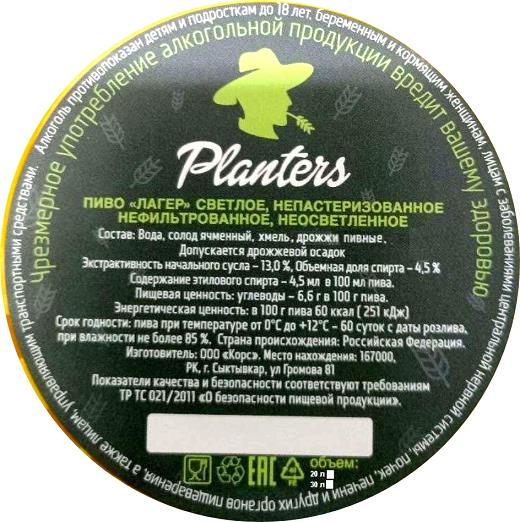 Алкоголь противопоказан детям и подросткам до 18 лет, беременным и кормящим женщинам, лицам с заболеваниями центральной нервной системы, почек, печени и других органов пищеварения, а также лицам, управляющим транспортными средствами.
Чрезмерное употребление алкогольной продукции вредит вашему здоровью
Planters
ПИВО «ЛАГЕР» СВЕТЛОЕ, НЕПАСТЕРИЗОВАННОЕ
НЕФИЛЬТРОВАННОЕ, НЕОСВЕТЛЕННОЕ
Состав: Вода, солод ячменный, хмель, дрожжи пивные.
Допускается дрожжевой осадок
Экстрактивность начального сусла – 13,0 %, Объемная доля спирта – 4,5 %
Содержание этилового спирта – 4,5 мл в 100 мл пива.
Пищевая ценность: углеводы – 6,6 г в 100 г пива.
Энергетическая ценность: в 100 г пива 60 ккал ( 251 кДж)
Срок годности: пива при температуре от 0°С до +12°С – 60 суток с даты розлива,
при влажности не более 85 %. Страна происхождения: Российская Федерация.
Изготовитель: ООО «Корс». Место нахождения: 167000,
РК, г. Сыктывкар, ул Громова 81
Показатели качества и безопасности соответствуют требованиям
ТР ТС 021/2011 «О безопасности пищевой продукции».
EAC
объем:
20 л
30 л